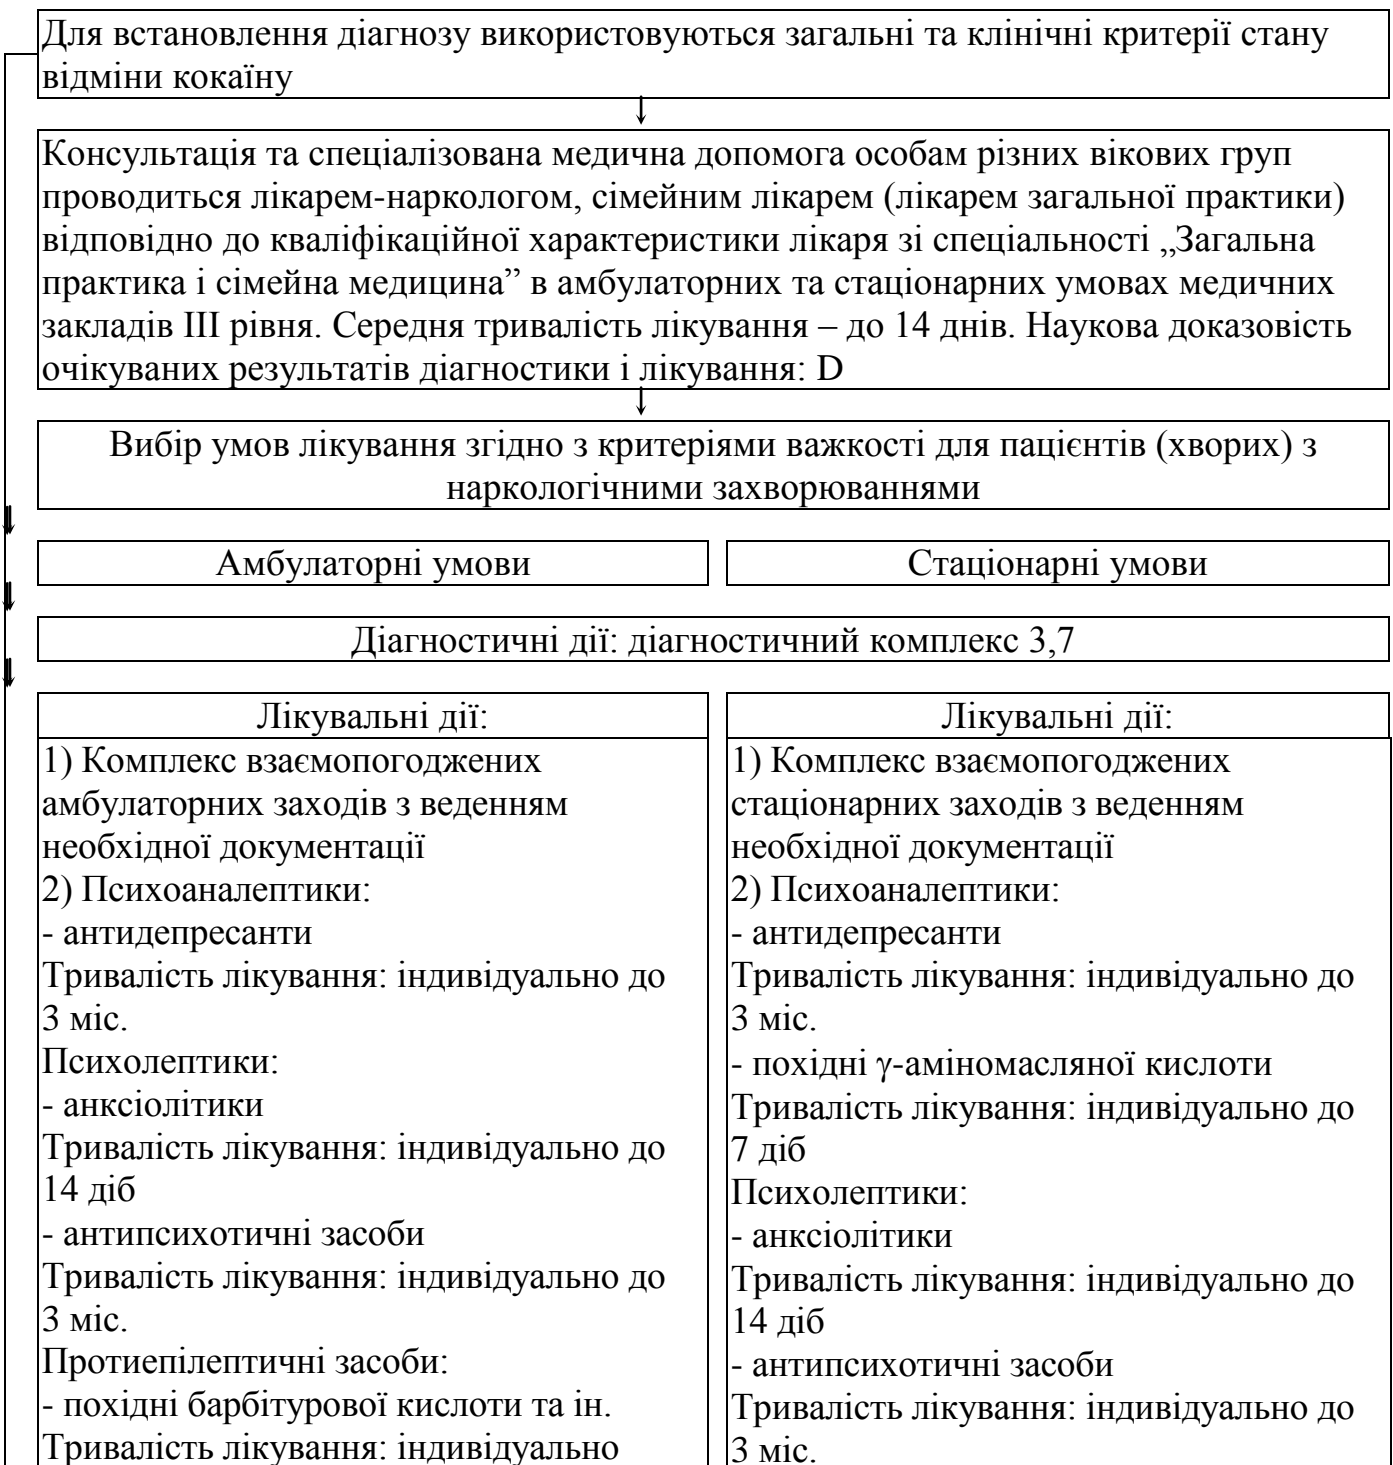 Для встановлення діагнозу використовуються загальні та клінічні критерії стану
відміни кокаїну
Консультація та спеціалізована медична допомога особам різних вікових груп
проводиться лікарем-наркологом, сімейним лікарем (лікарем загальної практики)
відповідно до кваліфікаційної характеристики лікаря зі спеціальності „Загальна
практика і сімейна медицина” в амбулаторних та стаціонарних умовах медичних
закладів III рівня. Середня тривалість лікування – до 14 днів. Наукова доказовість
очікуваних результатів діагностики і лікування: D
Вибір умов лікування згідно з критеріями важкості для пацієнтів (хворих) з
наркологічними захворюваннями
Амбулаторні умови
Стаціонарні умови
Діагностичні дії: діагностичний комплекс 3,7
Лікувальні дії:
1) Комплекс взаємопогоджених
амбулаторних заходів з веденням
необхідної документації
2) Психоаналептики:
- антидепресанти
Тривалість лікування: індивідуально до
3 міс.
Психолептики:
- анксіолітики
Тривалість лікування: індивідуально до
14 діб
- антипсихотичні засоби
Тривалість лікування: індивідуально до
3 міс.
Протиепілептичні засоби:
- похідні барбітурової кислоти та ін.
Тривалість лікування: індивідуально
Лікувальні дії:
1) Комплекс взаємопогоджених
стаціонарних заходів з веденням
необхідної документації
2) Психоаналептики:
- антидепресанти
Тривалість лікування: індивідуально до
3 міс.
- похідні γ-аміномасляної кислоти
Тривалість лікування: індивідуально до
7 діб
Психолептики:
- анксіолітики
Тривалість лікування: індивідуально до
14 діб
- антипсихотичні засоби
Тривалість лікування: індивідуально до
3 міс.